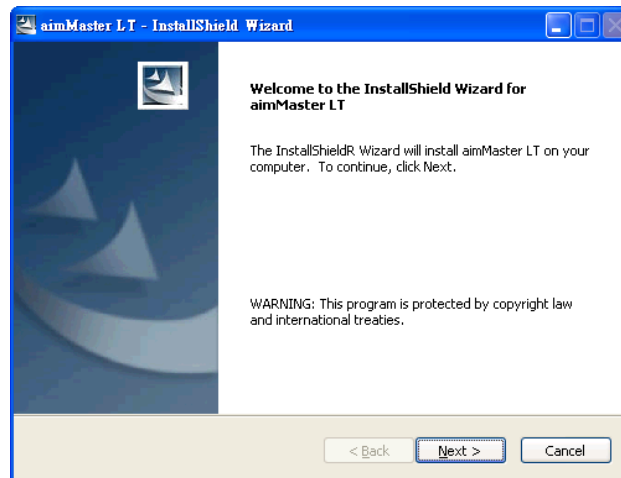 aimMaster LT - InstallShield Wizard
Welcome to the InstallShield Wizard for
aimMaster LT
The InstallShieldR Wizard will install aimMaster LT on your
computer. To continue, click Next.
WARNING: This program is protected by copyright law
and international treaties.
< Back
Next >
Cancel